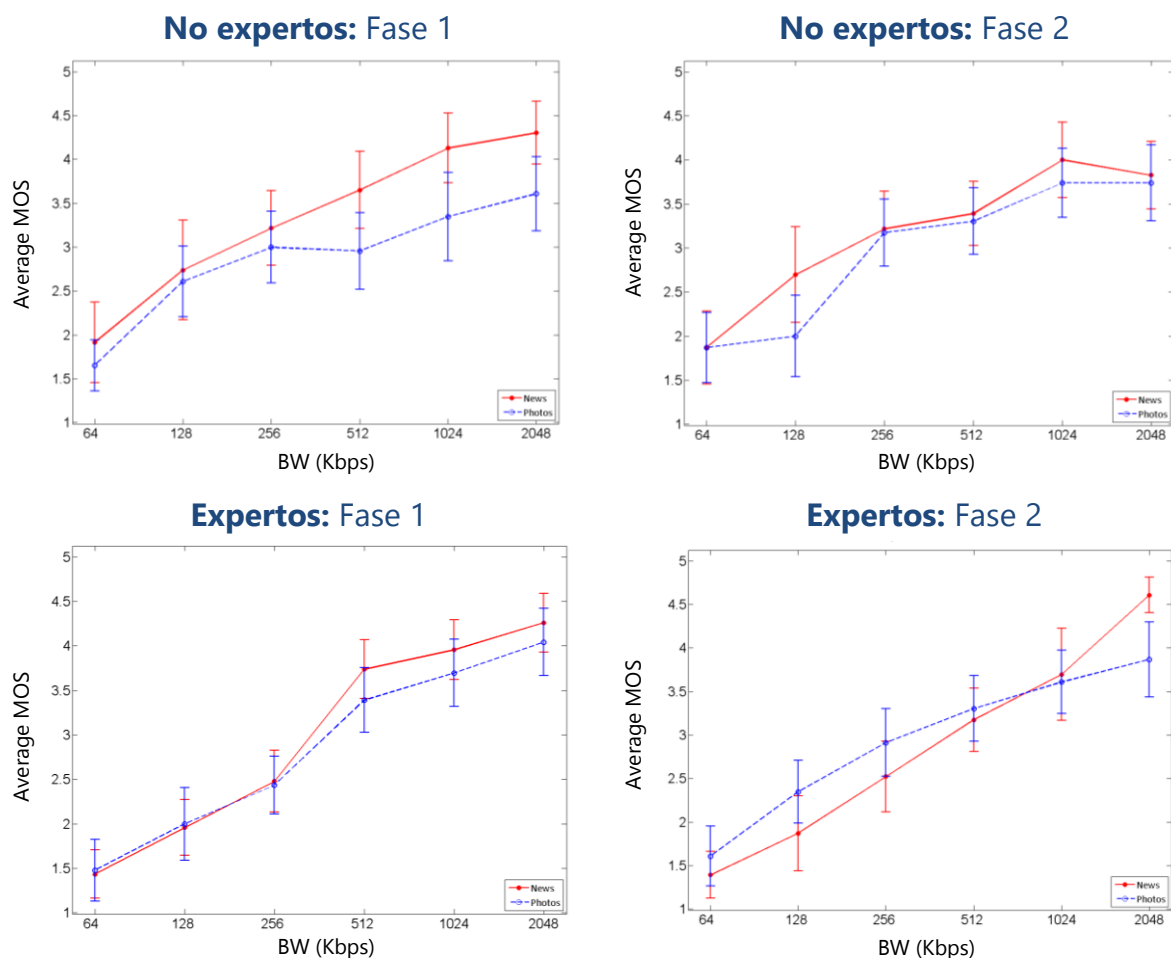 No expertos: Fase 1
5
4.5
4
3.5
3
2.5
2
1.5
1
Average MOS
64 128 256 512 1024 2048
BW (Kbps)
News
Photos
No expertos: Fase 2
5
4.5
4
3.5
3
2.5
2
1.5
1
Average MOS
64 128 256 512 1024 2048
BW (Kbps)
News
Photos
Expertos: Fase 1
5
4.5
4
3.5
3
2.5
2
1.5
1
Average MOS
64 128 256 512 1024 2048
BW (Kbps)
News
Photos
Expertos: Fase 2
5
4.5
4
3.5
3
2.5
2
1.5
1
Average MOS
64 128 256 512 1024 2048
BW (Kbps)
News
Photos